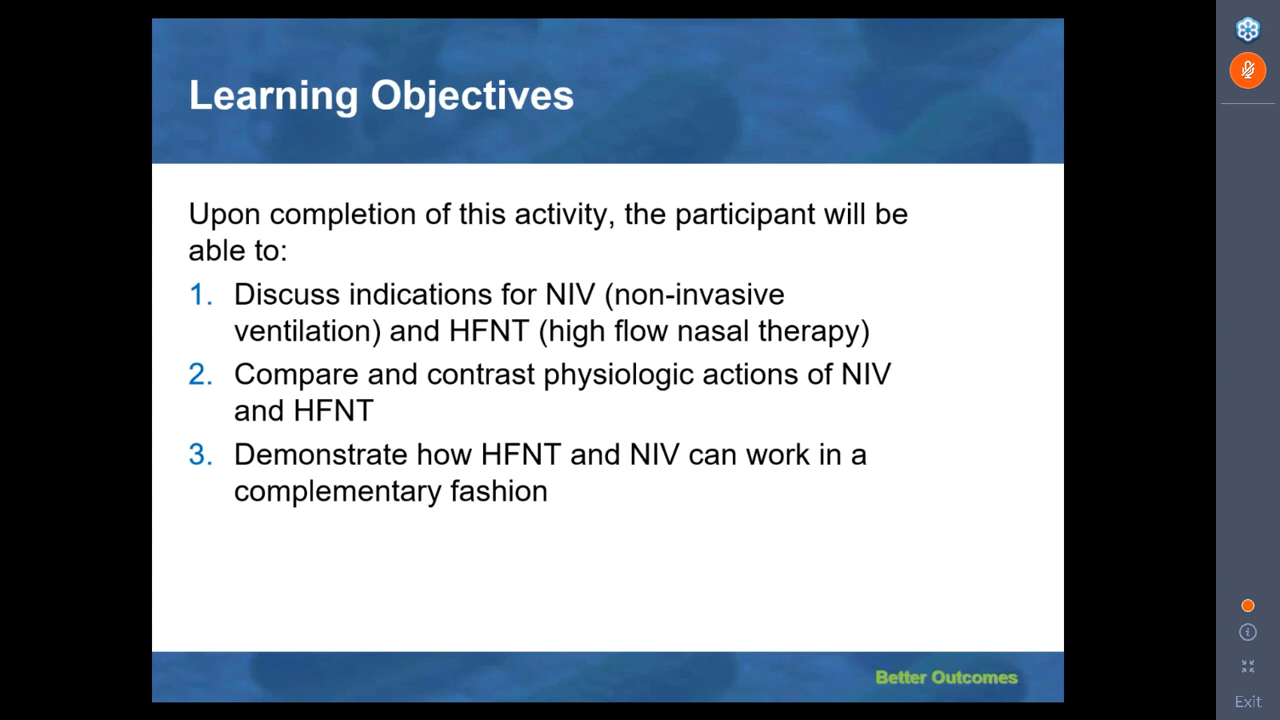 Learning Objectives
Upon completion of this activity, the participant will be
able to:
1. Discuss indications for NIV (non-invasive
ventilation) and HFNT (high flow nasal therapy)
2. Compare and contrast physiologic actions of NIV
and HFNT
3. Demonstrate how HFNT and NIV can work in a
complementary fashion
Better Outcomes
Exit